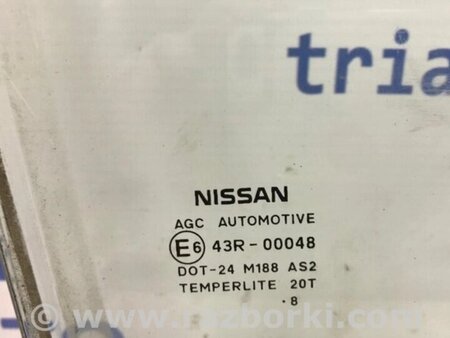 tria
NISSAN
AGC AUTOMOTIVE
E6 43R-00048
DOT-24 M188 AS2
TEMPERLITE 20T
.8
www.razborki.com